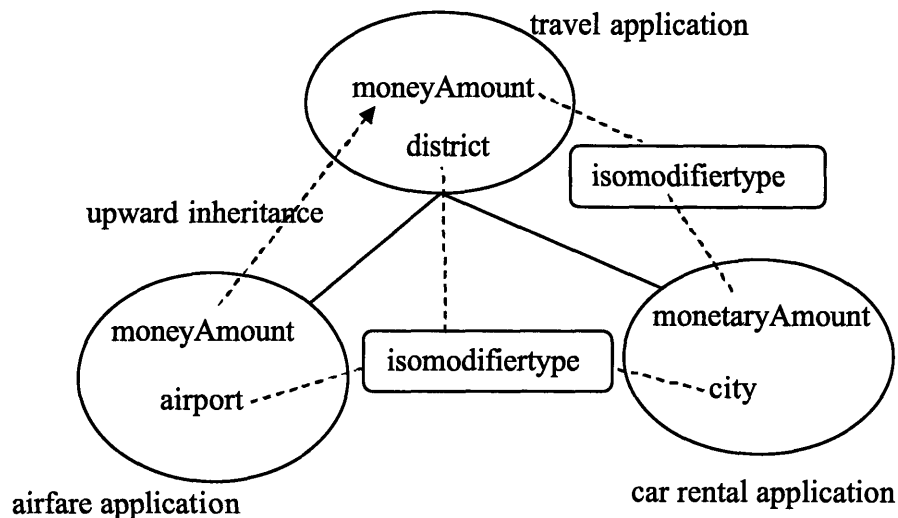 travel application
moneyAmount
district
isomodifiertype
upward inheritance
moneyAmount
monetaryAmount
isomodifiertype
airport
city
airfare application
car rental application